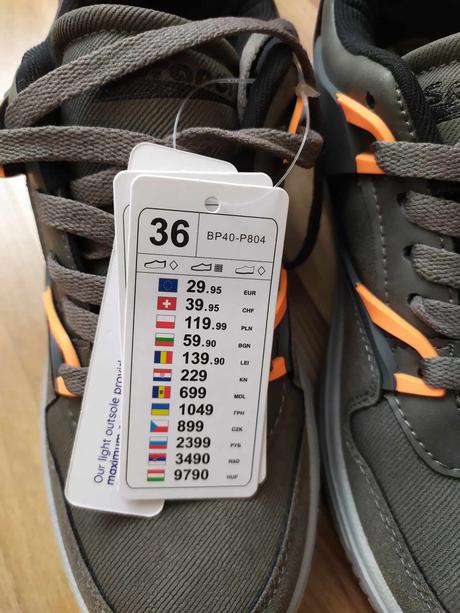 36 BP40-P804
29.95 EUR
39.95 CHF
119.99 PLN
59.90 BGN
139.90 LEI
229 KN
699 MDL
1049 ГРН
899 CZK
2399 РУБ
3490 RSD
9790 HUF
Our light outsole
maximum